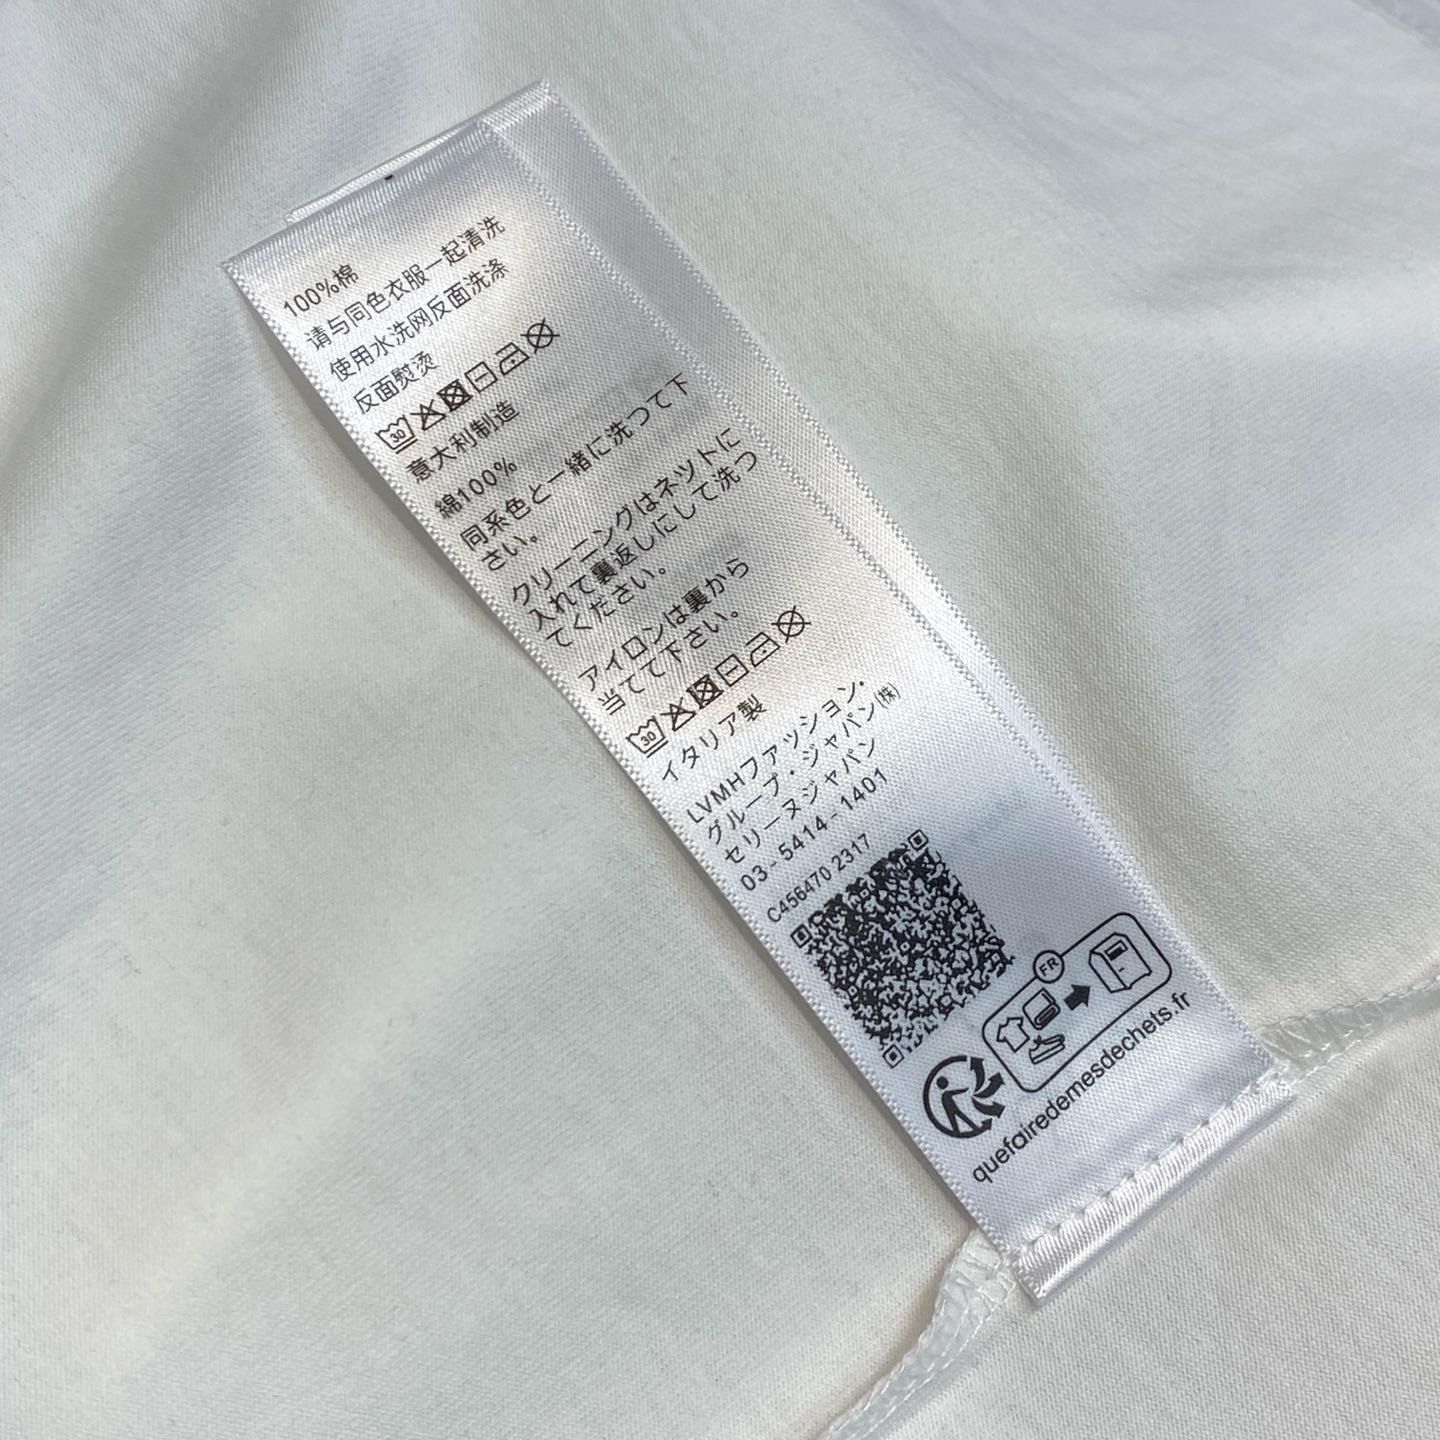 100%棉
请与同色衣服一起清洗
使用水洗网反面洗涤
反面熨烫
30
意大利制造
綿100%
同系色と一緒に洗つて下
さい。
クリーニングはネツトに
入れて裏返しにして洗つ
てください。
アイロンは裏から
当てて下さい。
30
イタリア製
LVMHファッション・
グループ・ジャパン㈱
セリーヌジャパン
03-5414-1401
C456470 2317
FR
quefairedemesdechets.fr